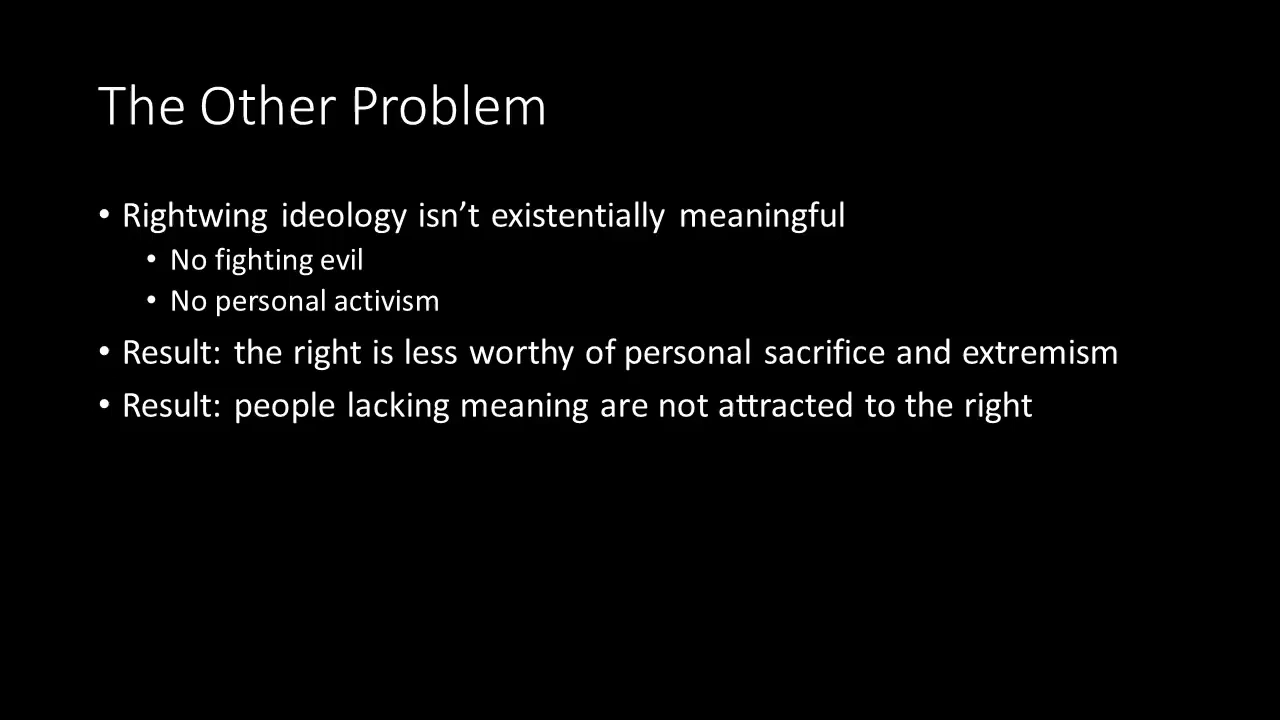 The Other Problem
• Rightwing ideology isn’t existentially meaningful
• No fighting evil
• No personal activism
• Result: the right is less worthy of personal sacrifice and extremism
• Result: people lacking meaning are not attracted to the right